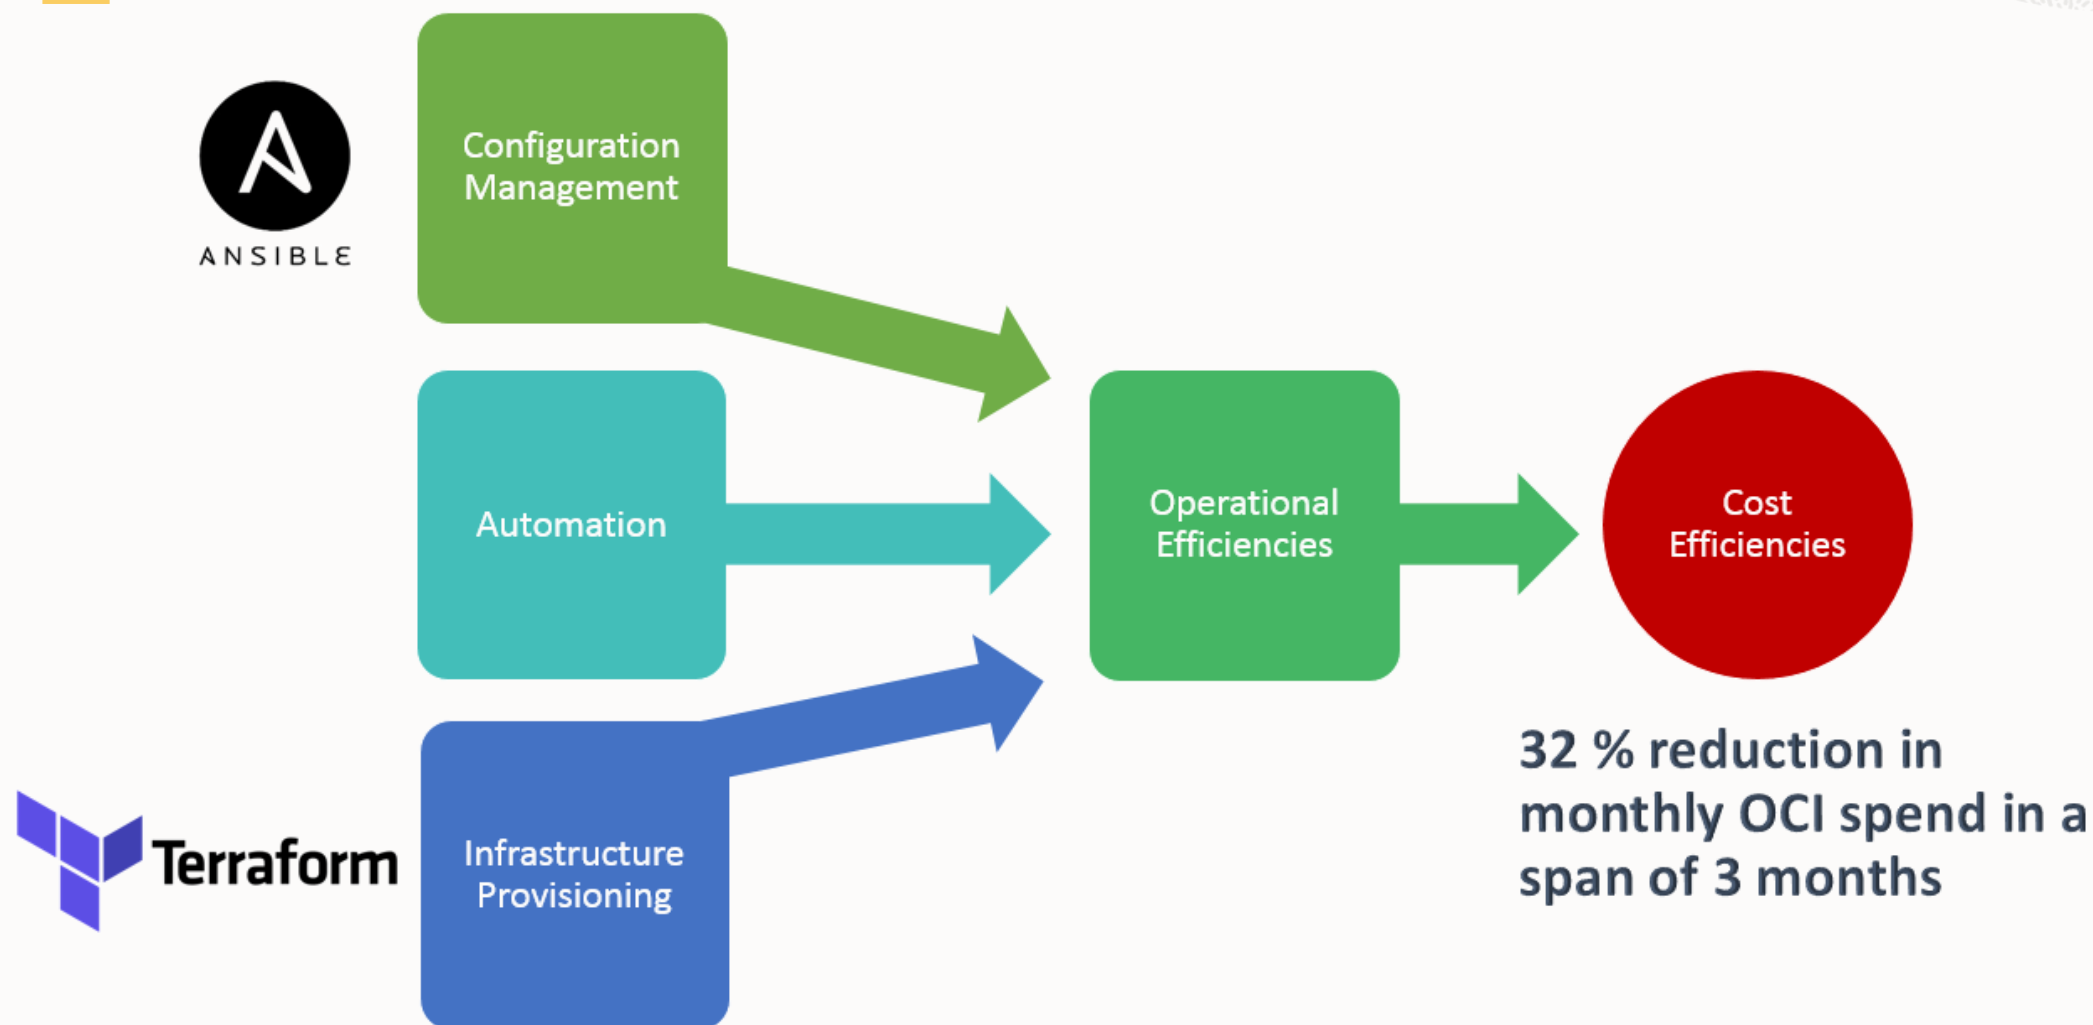 ANSIBLE
Configuration
Management
Automation
Terraform
Infrastructure
Provisioning
Operational
Efficiencies
Cost
Efficiencies
32 % reduction in
monthly OCI spend in a
span of 3 months